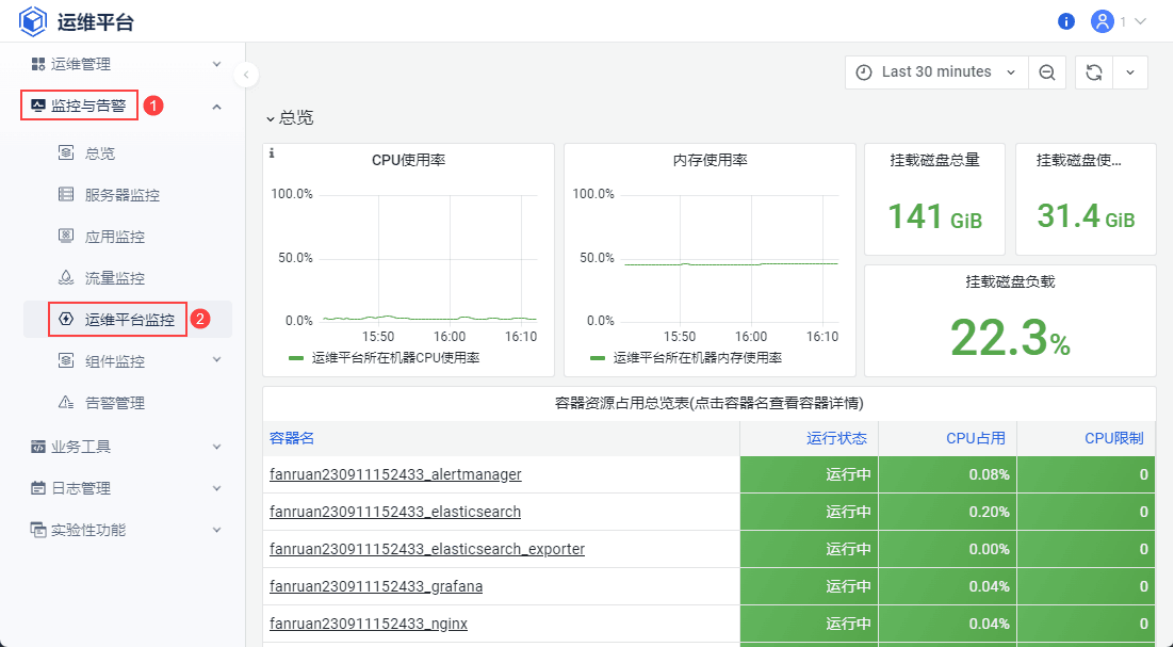 运维平台
1
运维管理
监控与告警 1
总览
服务器监控
应用监控
流量监控
运维平台监控 2
组件监控
告警管理
业务工具
日志管理
实验性功能
Last 30 minutes
总览
CPU使用率
100.0%
50.0%
0.0%
15:50 16:00 16:10
运维平台所在机器CPU使用率
内存使用率
100.0%
50.0%
0.0%
15:50 16:00 16:10
运维平台所在机器内存使用率
挂载磁盘总量
141 GiB
挂载磁盘使...
31.4 GiB
挂载磁盘负载
22.3%
容器资源占用总览表(点击容器名查看容器详情)
容器名 运行状态 CPU占用 CPU限制
fanruan230911152433_alertmanager 运行中 0.08% 0
fanruan230911152433_elasticsearch 运行中 0.20% 0
fanruan230911152433_elasticsearch_exporter 运行中 0.00% 0
fanruan230911152433_grafana 运行中 0.04% 0
fanruan230911152433_nginx 运行中 0.04% 0